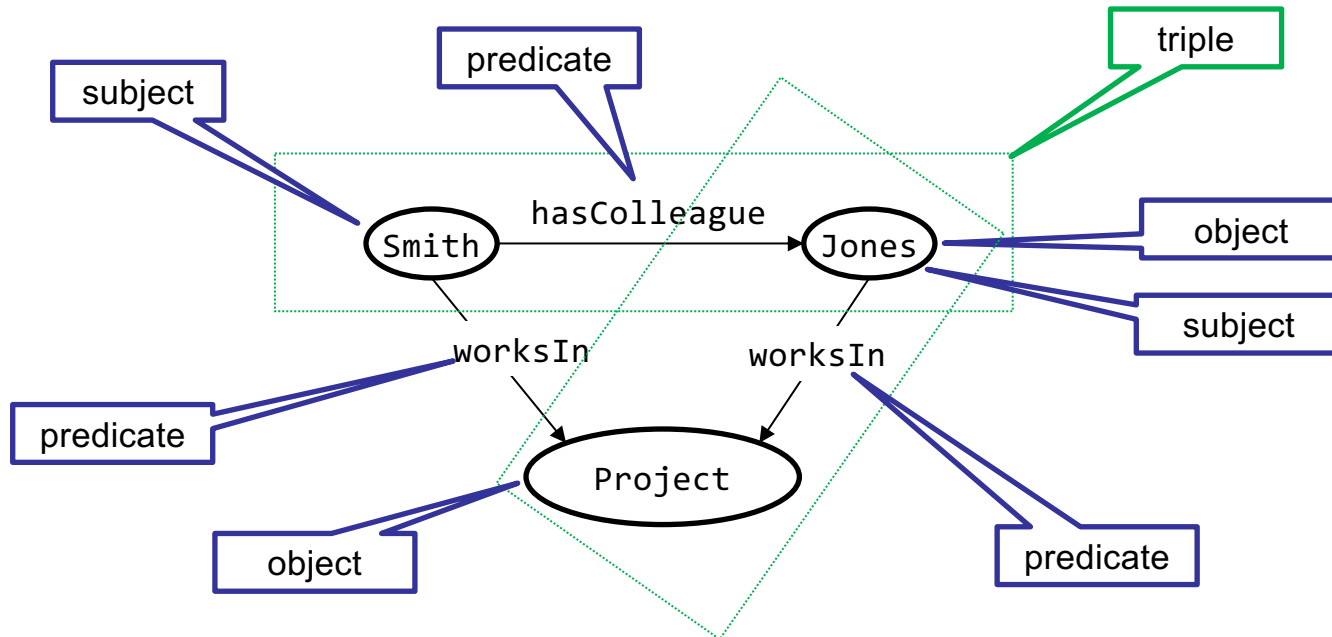 triple
predicate
subject
hasColleague
Smith
Jones
object
subject
worksIn
worksIn
predicate
Project
object
predicate